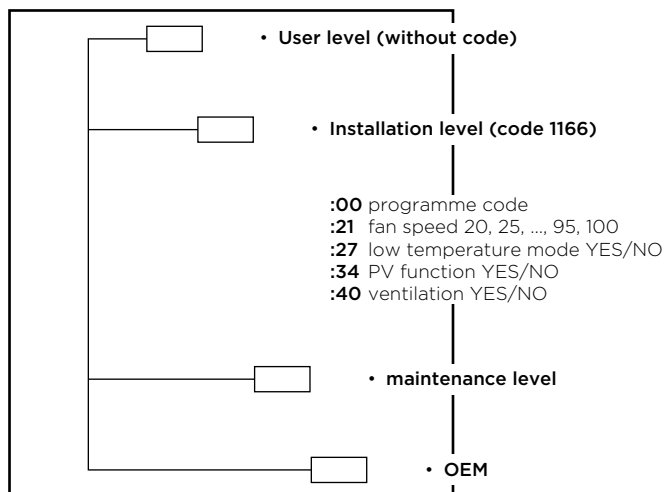 • User level (without code)
• Installation level (code 1166)
:00 programme code
:21 fan speed 20, 25, ..., 95, 100
:27 low temperature mode YES/NO
:34 PV function YES/NO
:40 ventilation YES/NO
• maintenance level
• OEM